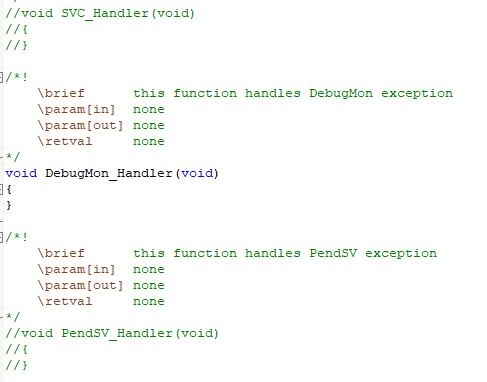 //void SVC_Handler(void)
//{
//}
/*!
\brief this function handles DebugMon exception
\param[in] none
\param[out] none
\retval none
*/
void DebugMon_Handler(void)
{
}
/*!
\brief this function handles PendSV exception
\param[in] none
\param[out] none
\retval none
*/
//void PendSV_Handler(void)
//{
//}